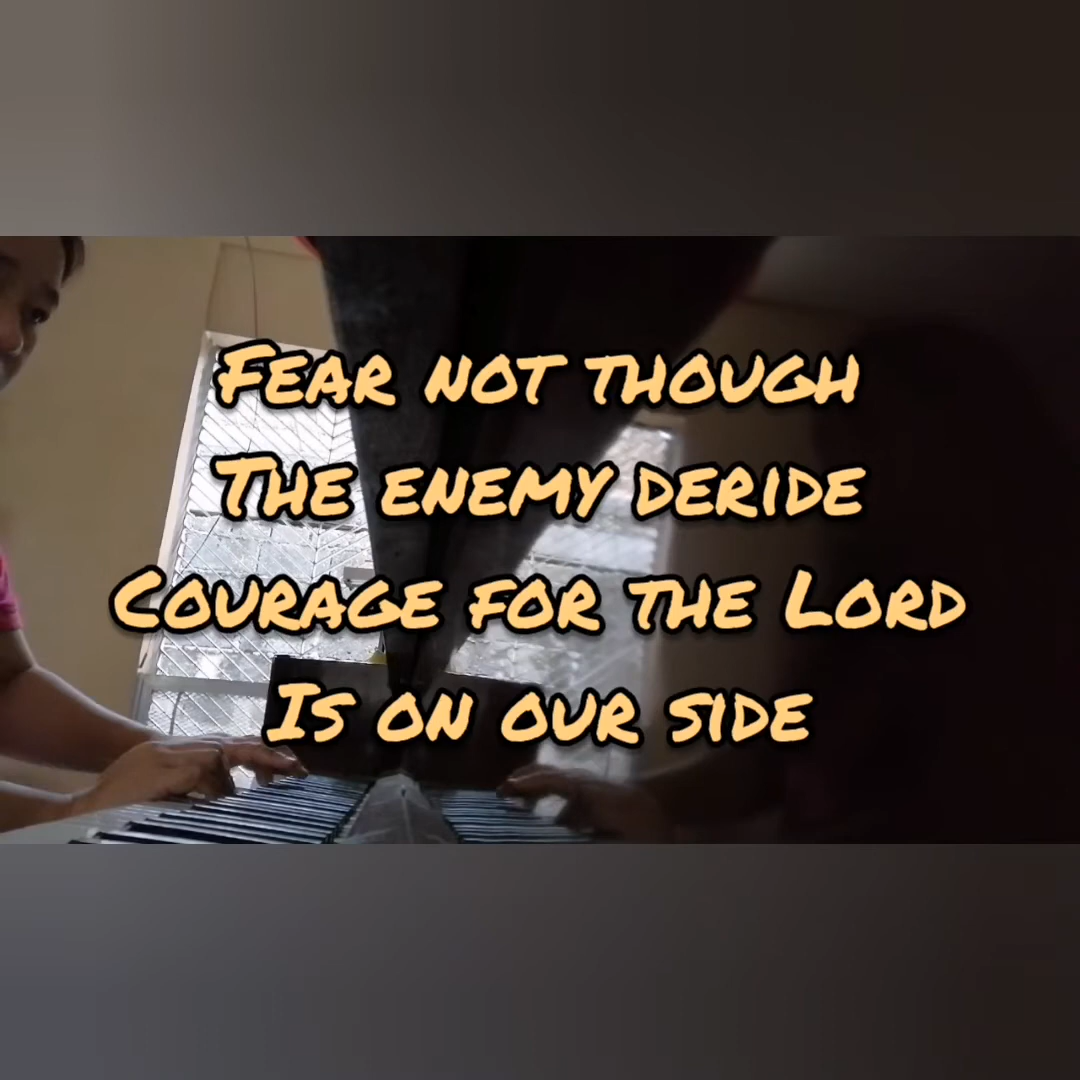 Fear not though
The enemy deride
Courage for the Lord
Is on our side